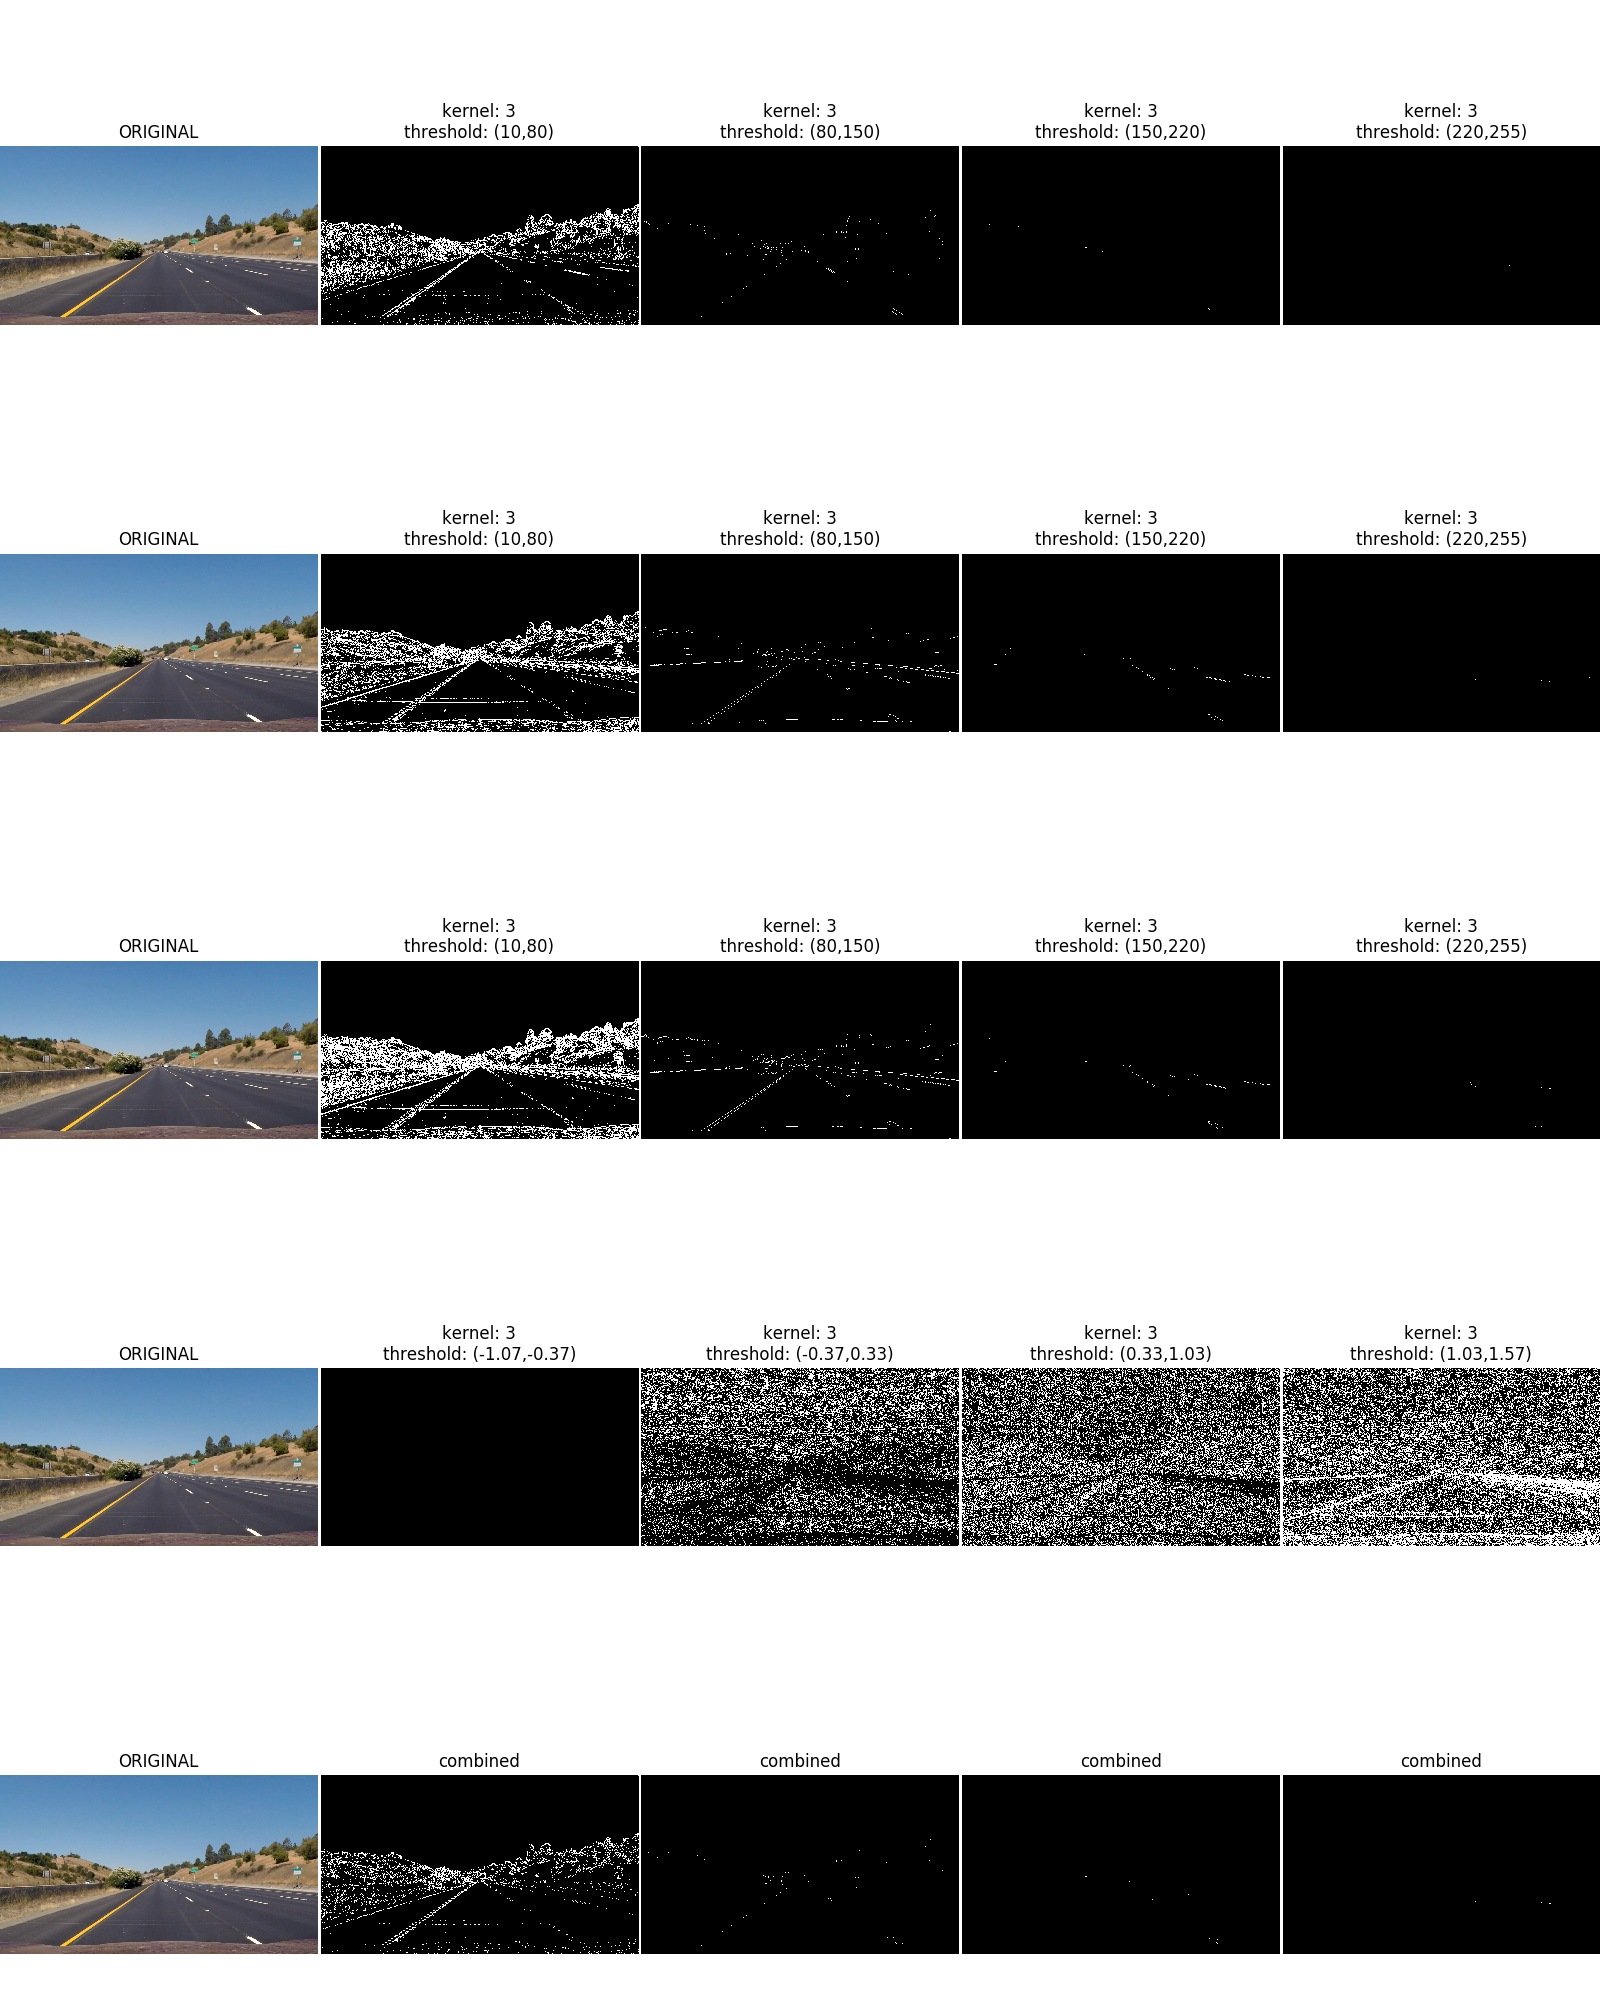 kernel: 3
kernel: 3
kernel: 3
kernel: 3
ORIGINAL
threshold: (10,80)
threshold: (80,150)
threshold: (150,220)
threshold: (220,255)
kernel: 3
kernel: 3
kernel: 3
kernel: 3
ORIGINAL
threshold: (10,80)
threshold: (80,150)
threshold: (150,220)
threshold: (220,255)
kernel: 3
kernel: 3
kernel: 3
kernel: 3
ORIGINAL
threshold: (10,80)
threshold: (80,150)
threshold: (150,220)
threshold: (220,255)
kernel: 3
kernel: 3
kernel: 3
kernel: 3
ORIGINAL
threshold: (-1.07,-0.37)
threshold: (-0.37,0.33)
threshold: (0.33,1.03)
threshold: (1.03,1.57)
ORIGINAL
combined
combined
combined
combined